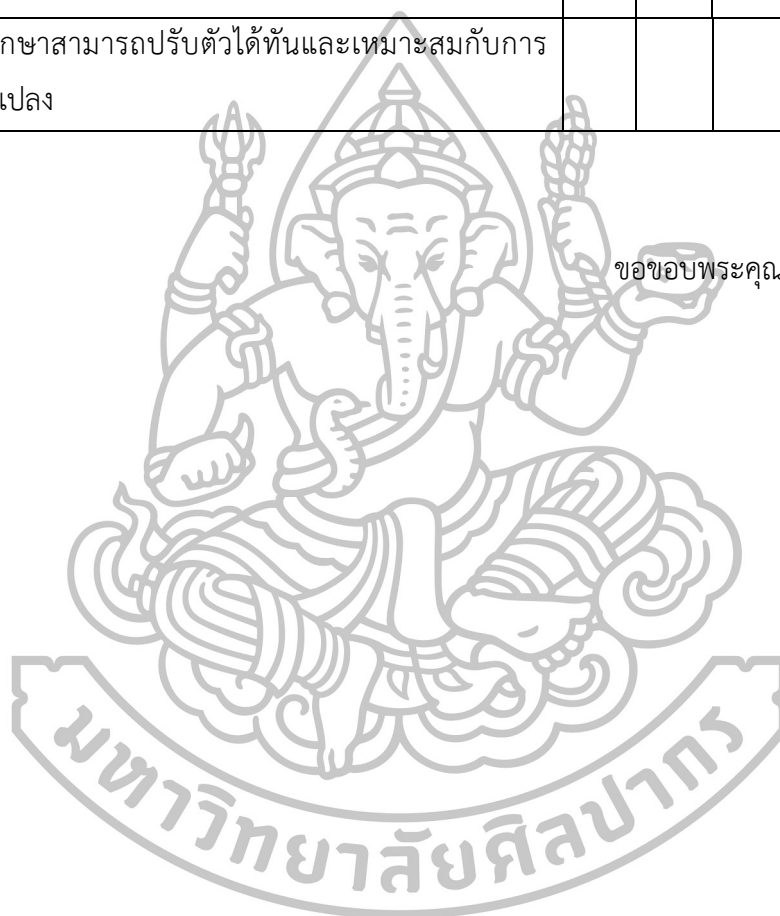 กษาสามารถปรับตัวได้ทันและเหมาะสมกับการ
แปลง
ขอขอบพระคุณ
มหาวิทยาลัยศิลปากร